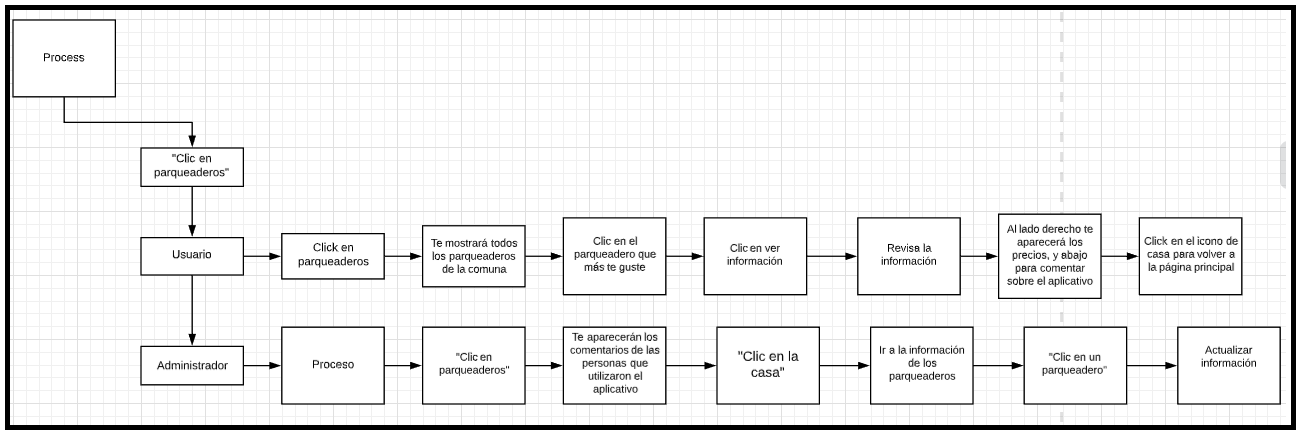 Process
"Clic en
parqueaderos"
Usuario
Click en
parqueaderos
Te mostrará todos
los parqueaderos
de la comuna
Clic en el
parqueadero que
más te guste
Clic en ver
información
Revisa la
información
Al lado derecho te
aparecerá los
precios, y abajo
para comentar
sobre el aplicativo
Click en el icono de
casa para volver a
la página principal
Administrador
Proceso
"Clic en
parqueaderos"
Te aparecerán los
comentarios de las
personas que
utilizaron el
aplicativo
"Clic en la
casa"
Ir a la información
de los
parqueaderos
"Clic en un
parqueadero"
Actualizar
información